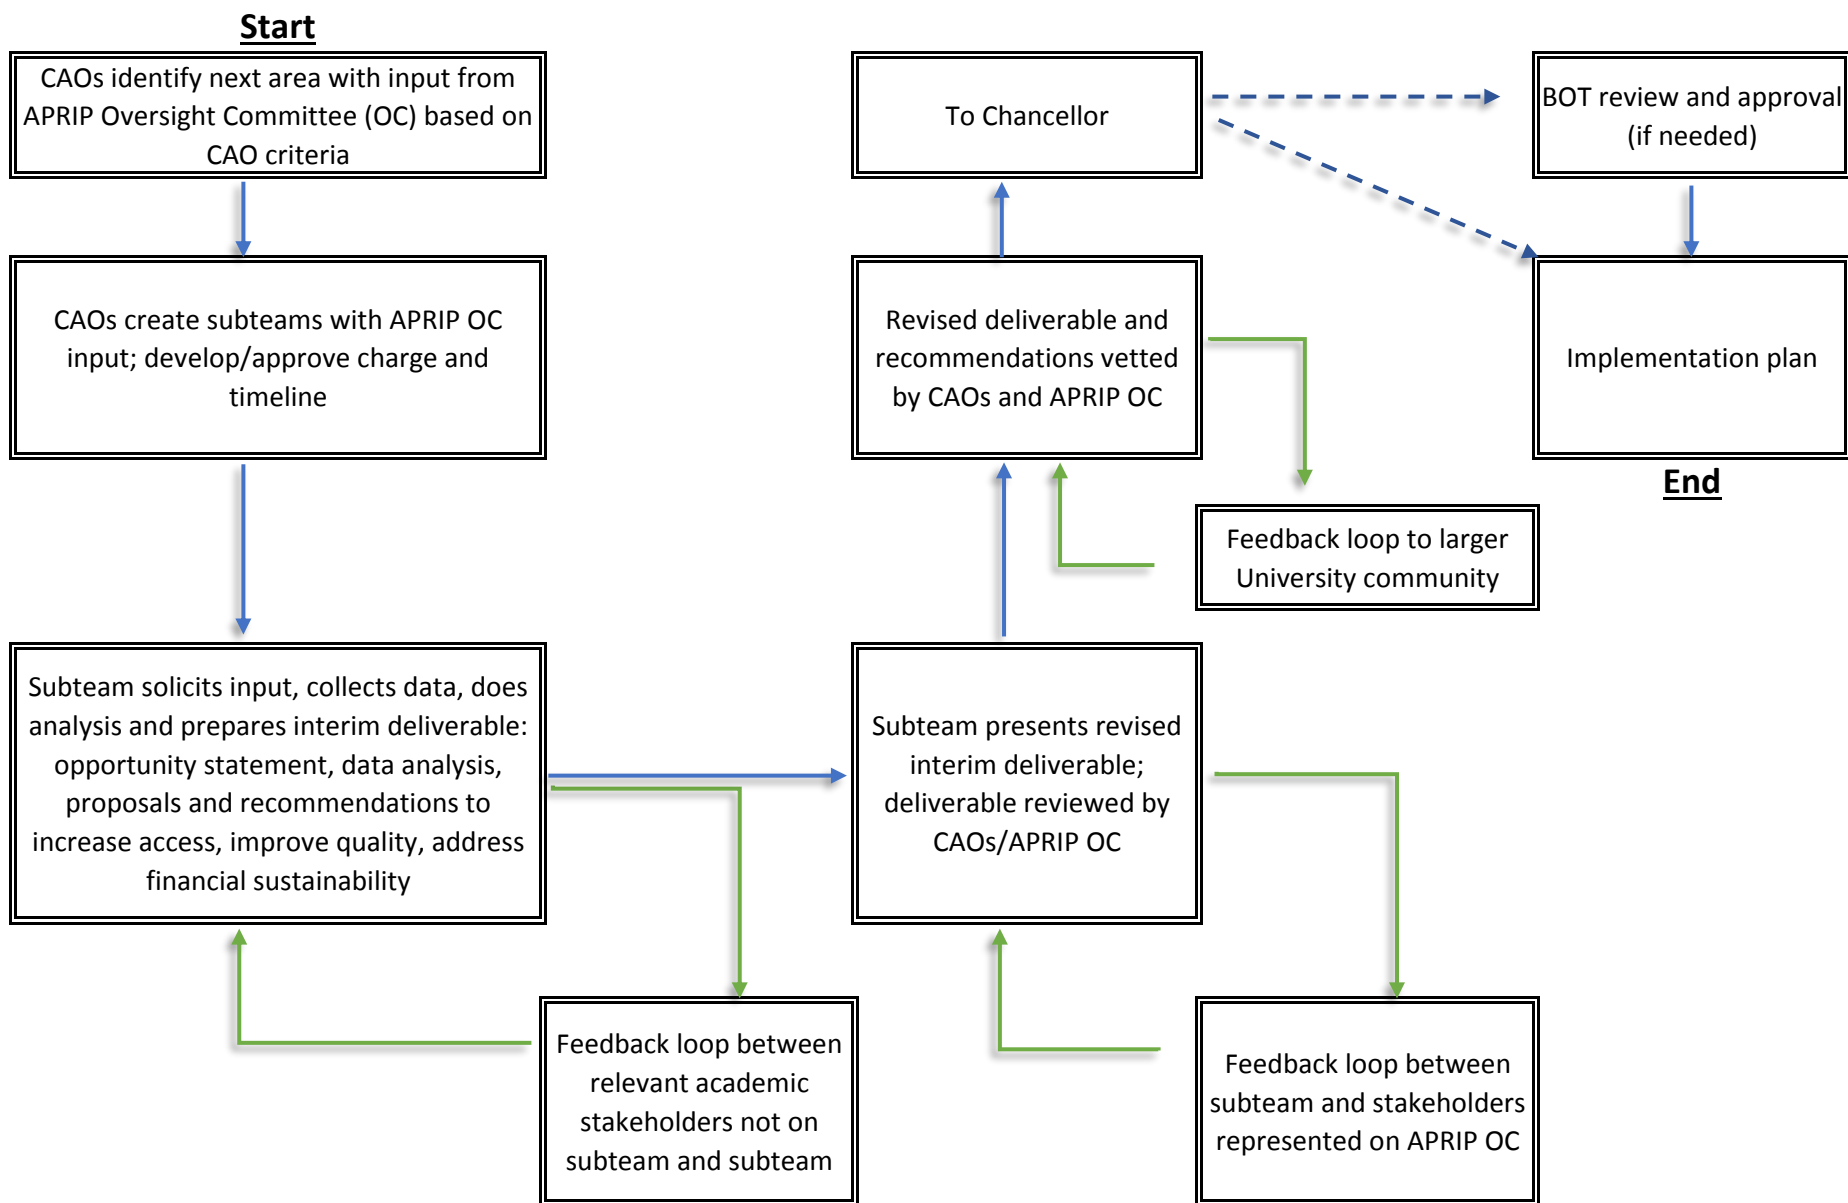 Start
CAOs identify next area with input from
APRIP Oversight Committee (OC) based on
CAO criteria
CAOs create subteams with APRIP OC
input; develop/approve charge and
timeline
Subteam solicits input, collects data, does
analysis and prepares interim deliverable:
opportunity statement, data analysis,
proposals and recommendations to
increase access, improve quality, address
financial sustainability
Feedback loop between
relevant academic
stakeholders not on
subteam and subteam
Subteam presents revised
interim deliverable;
deliverable reviewed by
CAOs/APRIP OC
Feedback loop between
subteam and stakeholders
represented on APRIP OC
Revised deliverable and
recommendations vetted
by CAOs and APRIP OC
Feedback loop to larger
University community
To Chancellor
BOT review and approval
(if needed)
Implementation plan
End